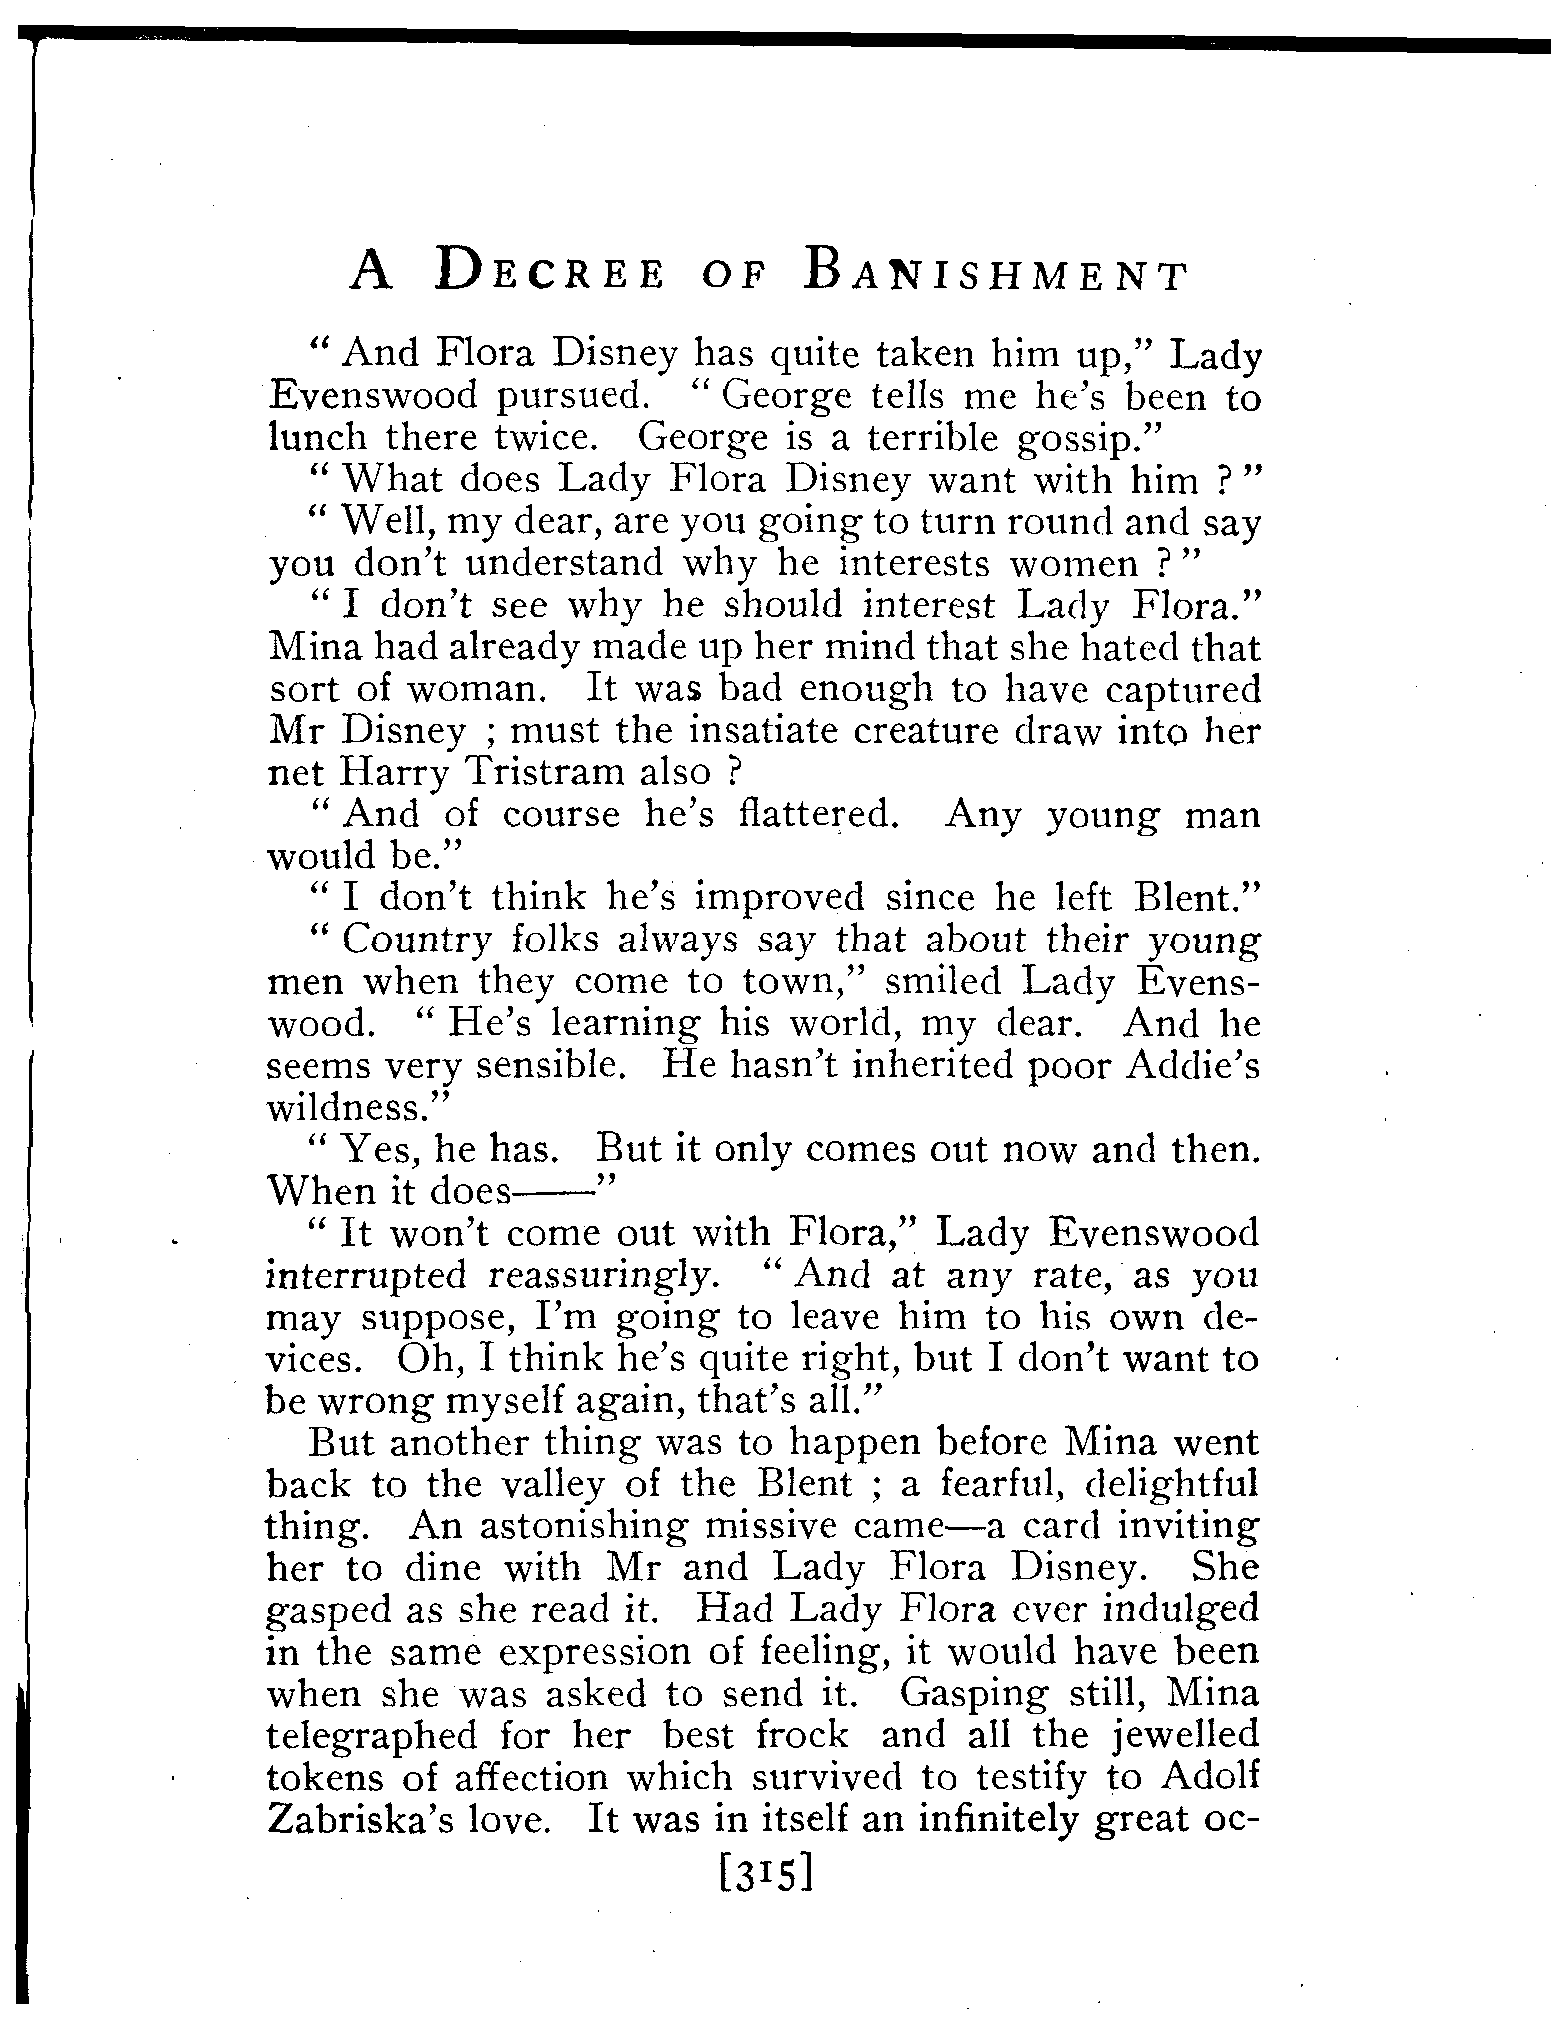 A Decree of Banishment
" And Flora Disney has quite taken him up," Lady
Evenswood pursued. " George tells me he's been to
lunch there twice. George is a terrible gossip."
" What does Lady Flora Disney want with him ? "
" Well, my dear, are you going to turn round and say
you don't understand why he interests women ? "
" I don't see why he should interest Lady Flora."
Mina had already made up her mind that she hated that
sort of woman. It was bad enough to have captured
Mr Disney ; must the insatiate creature draw into her
net Harry Tristram also ?
" And of course he's flattered. Any young man
would be."
" I don't think he's improved since he left Blent."
" Country folks always say that about their young
men when they come to town," smiled Lady Evens-
wood. " He's learning his world, my dear. And he
seems very sensible. He hasn't inherited poor Addie's
wildness."
" Yes, he has. But it only comes out now and then.
When it does——"
" It won't come out with Flora," Lady Evenswood
interrupted reassuringly. " And at any rate, as you
may suppose, I'm going to leave him to his own de-
vices. Oh, I think he's quite right, but I don't want to
be wrong myself again, that's all."
But another thing was to happen before Mina went
back to the valley of the Blent ; a fearful, delightful
thing. An astonishing missive came—a card inviting
her to dine with Mr and Lady Flora Disney. She
gasped as she read it. Had Lady Flora ever indulged
in the same expression of feeling, it would have been
when she was asked to send it. Gasping still, Mina
telegraphed for her best frock and all the jewelled
tokens of affection which survived to testify to Adolf
Zabriska's love. It was in itself an infinitely great oc-
[315]